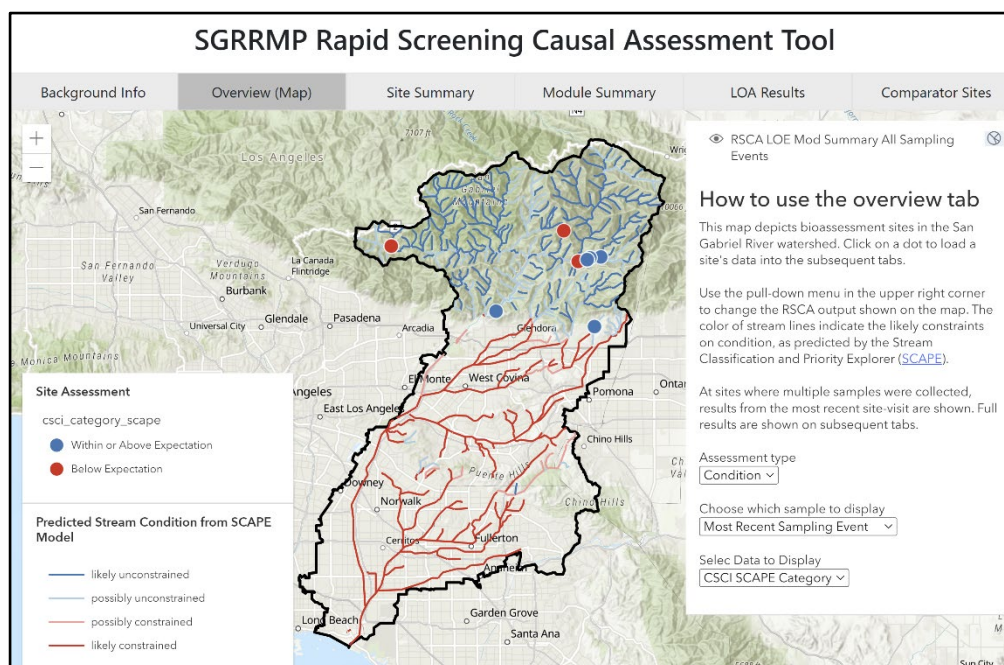 SGRRMP Rapid Screening Causal Assessment Tool
Background Info
Overview (Map)
Site Summary
Module Summary
LOA Results
Comparator Sites
+
−
7107 ft
Los Angeles
San Fernando
San Fernando
Valley
Verdugo
Mountains
La Canada
Flintridge
Burbank
Universal City
Glendale
Pasadena
Arcadia
Glendora
e Monica Mountains
El Monte
West Covina
Angeles
East Los Angeles
Pomona
Ontar
Chino Hills
Puente Hills
Chino Hills
Downey
Norwalk
Cerritos
Fullerton
Anaheim
Long Beach
Garden Grove
Santa Ana
Sun City
RSCA LOE Mod Summary All Sampling
Events
How to use the overview tab
This map depicts bioassessment sites in the San
Gabriel River watershed. Click on a dot to load a
site's data into the subsequent tabs.
Use the pull-down menu in the upper right corner
to change the RSCA output shown on the map. The
color of stream lines indicate the likely constraints
on condition, as predicted by the Stream
Classification and Priority Explorer (SCAPE).
At sites where multiple samples were collected,
results from the most recent site-visit are shown. Full
results are shown on subsequent tabs.
Assessment type
Condition
Choose which sample to display
Most Recent Sampling Event
Selec Data to Display
CSCI SCAPE Category
Site Assessment
csci_category_scape
Within or Above Expectation
Below Expectation
Predicted Stream Condition from SCAPE
Model
likely unconstrained
possibly unconstrained
possibly constrained
likely constrained